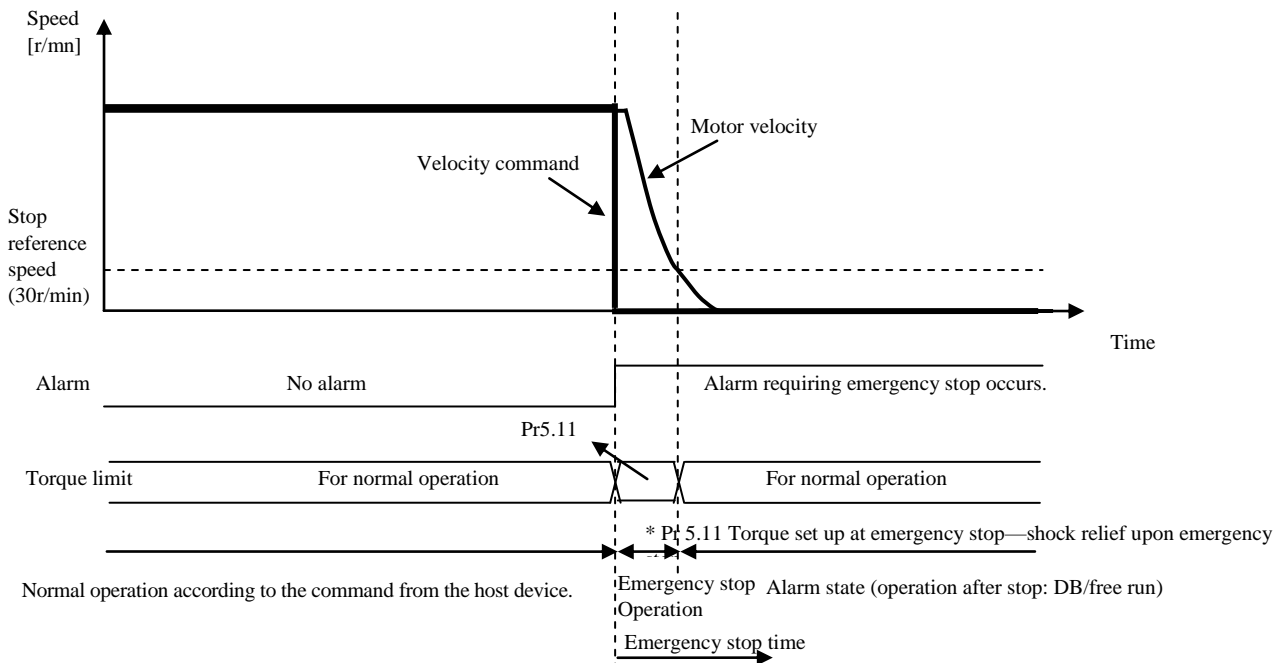 Speed
[r/mn]
Motor velocity
Velocity command
Stop
reference
speed
(30r/min)
Time
Alarm
No alarm
Alarm requiring emergency stop occurs.
Pr5.11
Torque limit
For normal operation
For normal operation
* Pr 5.11 Torque set up at emergency stop—shock relief upon emergency
Normal operation according to the command from the host device.
Emergency stop
Operation
Alarm state (operation after stop: DB/free run)
Emergency stop time